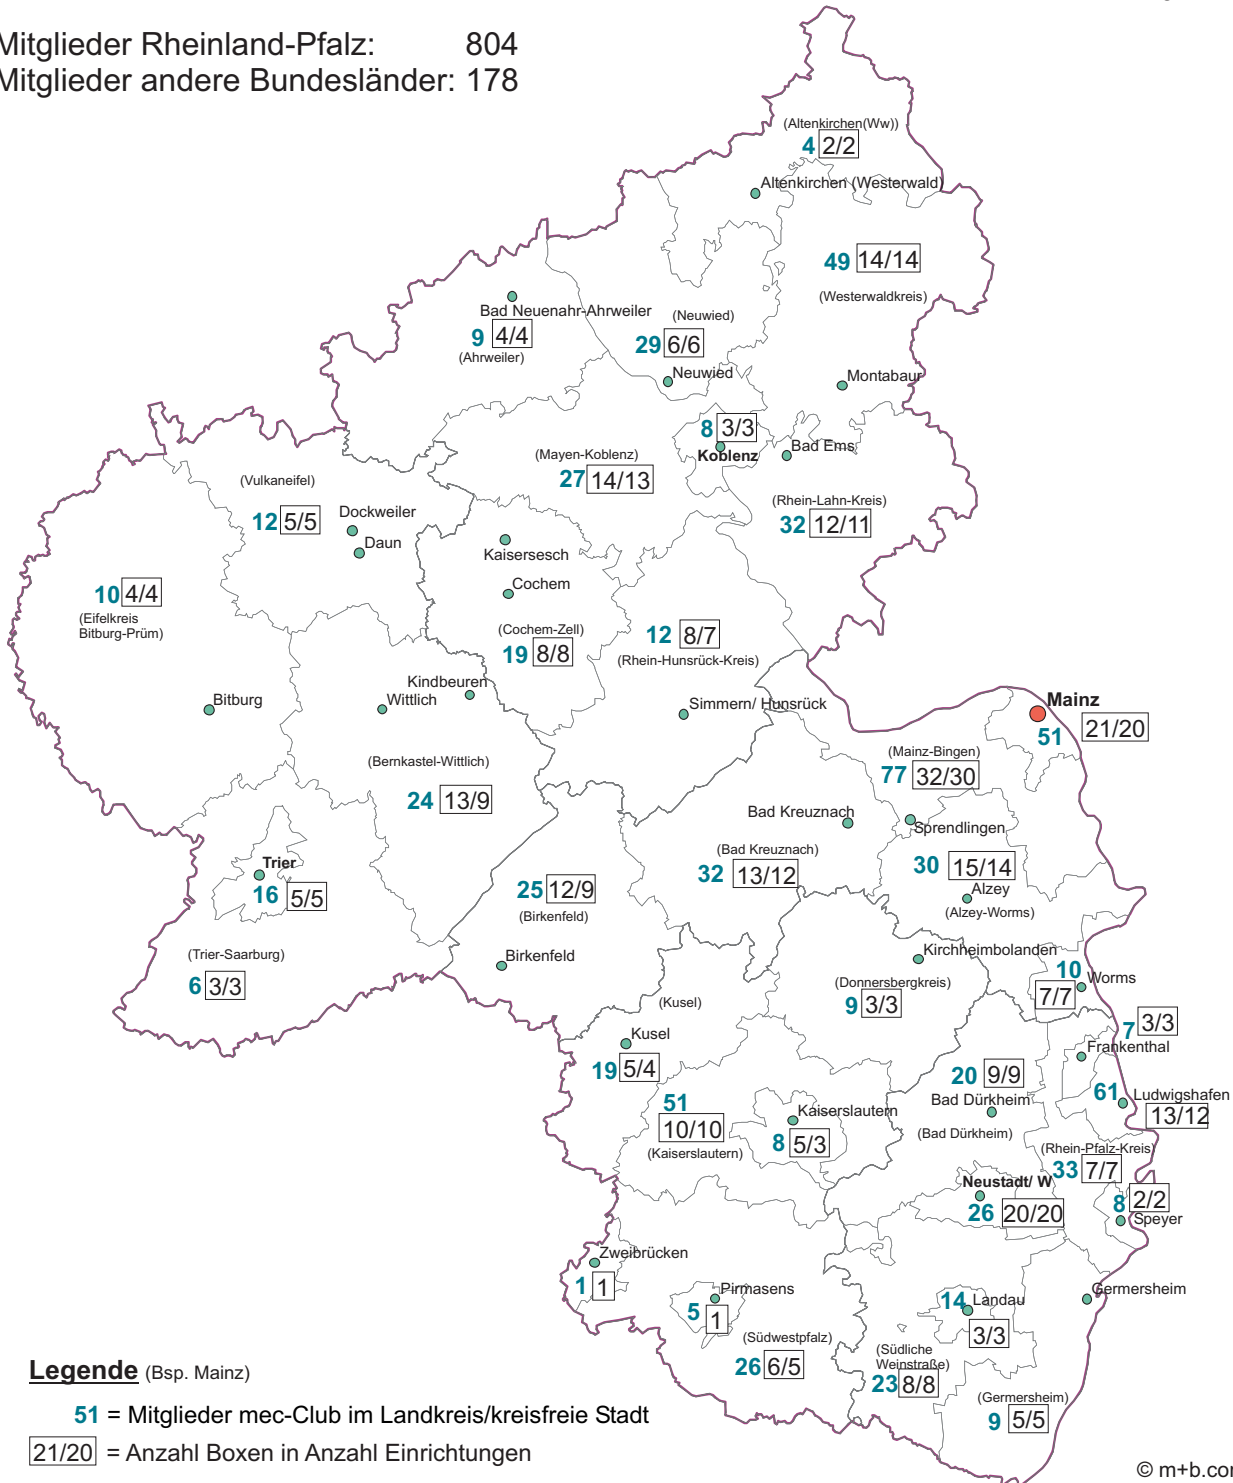 Mitglieder Rheinland-Pfalz: 804
Mitglieder andere Bundesländer: 178
(Altenkirchen(Ww))
4 2/2
Altenkirchen (Westerwald)
49 14/14
(Westerwaldkreis)
Bad Neuenahr-Ahrweiler
9 4/4
(Ahrweiler)
(Neuwied)
29 6/6
Neuwied
Montabaur
8 3/3
Koblenz
Bad Ems
(Mayen-Koblenz)
27 14/13
(Rhein-Lahn-Kreis)
32 12/11
(Vulkaneifel)
12 5/5
Dockweiler
Daun
Kaisersesch
Cochem
10 4/4
(Eifelkreis
Bitburg-Prüm)
(Cochem-Zell)
19 8/8
12 8/7
(Rhein-Hunsrück-Kreis)
Kindbeuren
Wittlich
Bitburg
Simmern/ Hunsrück
Mainz
51 21/20
(Mainz-Bingen)
77 32/30
(Bernkastel-Wittlich)
24 13/9
Bad Kreuznach
Sprendlingen
(Bad Kreuznach)
32 13/12
30 15/14
Alzey
(Alzey-Worms)
Trier
16 5/5
25 12/9
(Birkenfeld)
Birkenfeld
(Trier-Saarburg)
6 3/3
Kirchheimbolanden
(Donnersbergkreis)
9 3/3
10
Worms
7/7
(Kusel)
Kusel
19 5/4
7 3/3
Frankenthal
20 9/9
Bad Dürkheim
(Bad Dürkheim)
61
Ludwigshafen
13/12
51
10/10
(Kaiserslautern)
Kaiserslautern
8 5/3
(Rhein-Pfalz-Kreis)
33 7/7
Neustadt/ W
26 20/20
8 2/2
Speyer
Zweibrücken
1 1
Pirmasens
5 1
14 Landau
3/3
Germersheim
(Südwestpfalz)
26 6/5
(Südliche
Weinstraße)
23 8/8
(Germersheim)
9 5/5
Legende (Bsp. Mainz)
51 = Mitglieder mec-Club im Landkreis/kreisfreie Stadt
21/20 = Anzahl Boxen in Anzahl Einrichtungen
© m+b.con